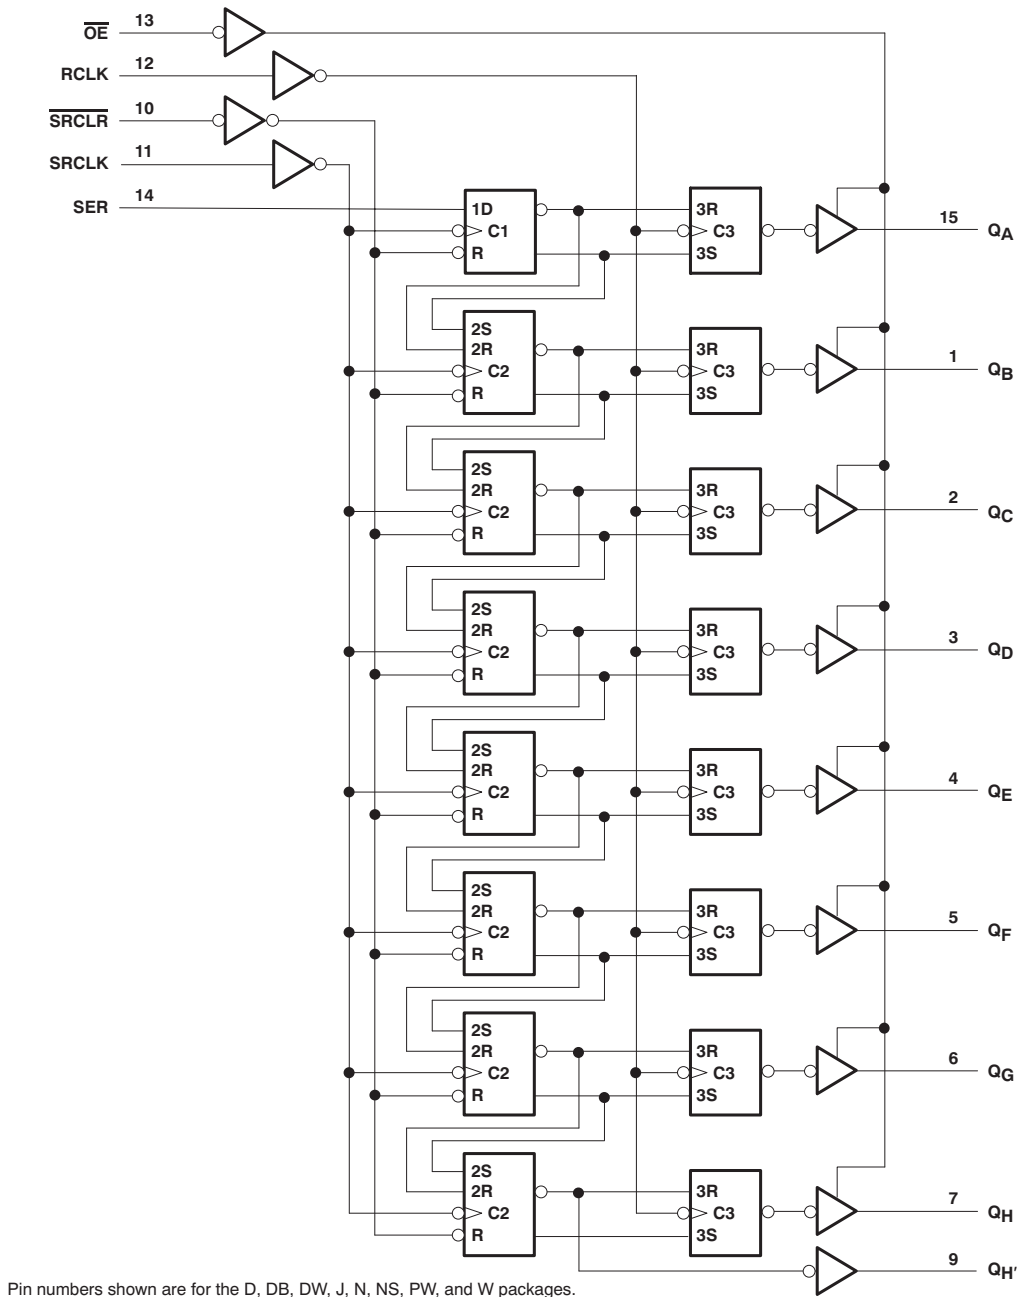 OE 13
RCLK 12
SRCLR 10
SRCLK 11
SER 14
1D
C1
R
3R
C3
3S
15 QA
2S
2R
C2
R
3R
C3
3S
1 QB
2S
2R
C2
R
3R
C3
3S
2 QC
2S
2R
C2
R
3R
C3
3S
3 QD
2S
2R
C2
R
3R
C3
3S
4 QE
2S
2R
C2
R
3R
C3
3S
5 QF
2S
2R
C2
R
3R
C3
3S
6 QG
2S
2R
C2
R
3R
C3
3S
7 QH
9 QH′
Pin numbers shown are for the D, DB, DW, J, N, NS, PW, and W packages.